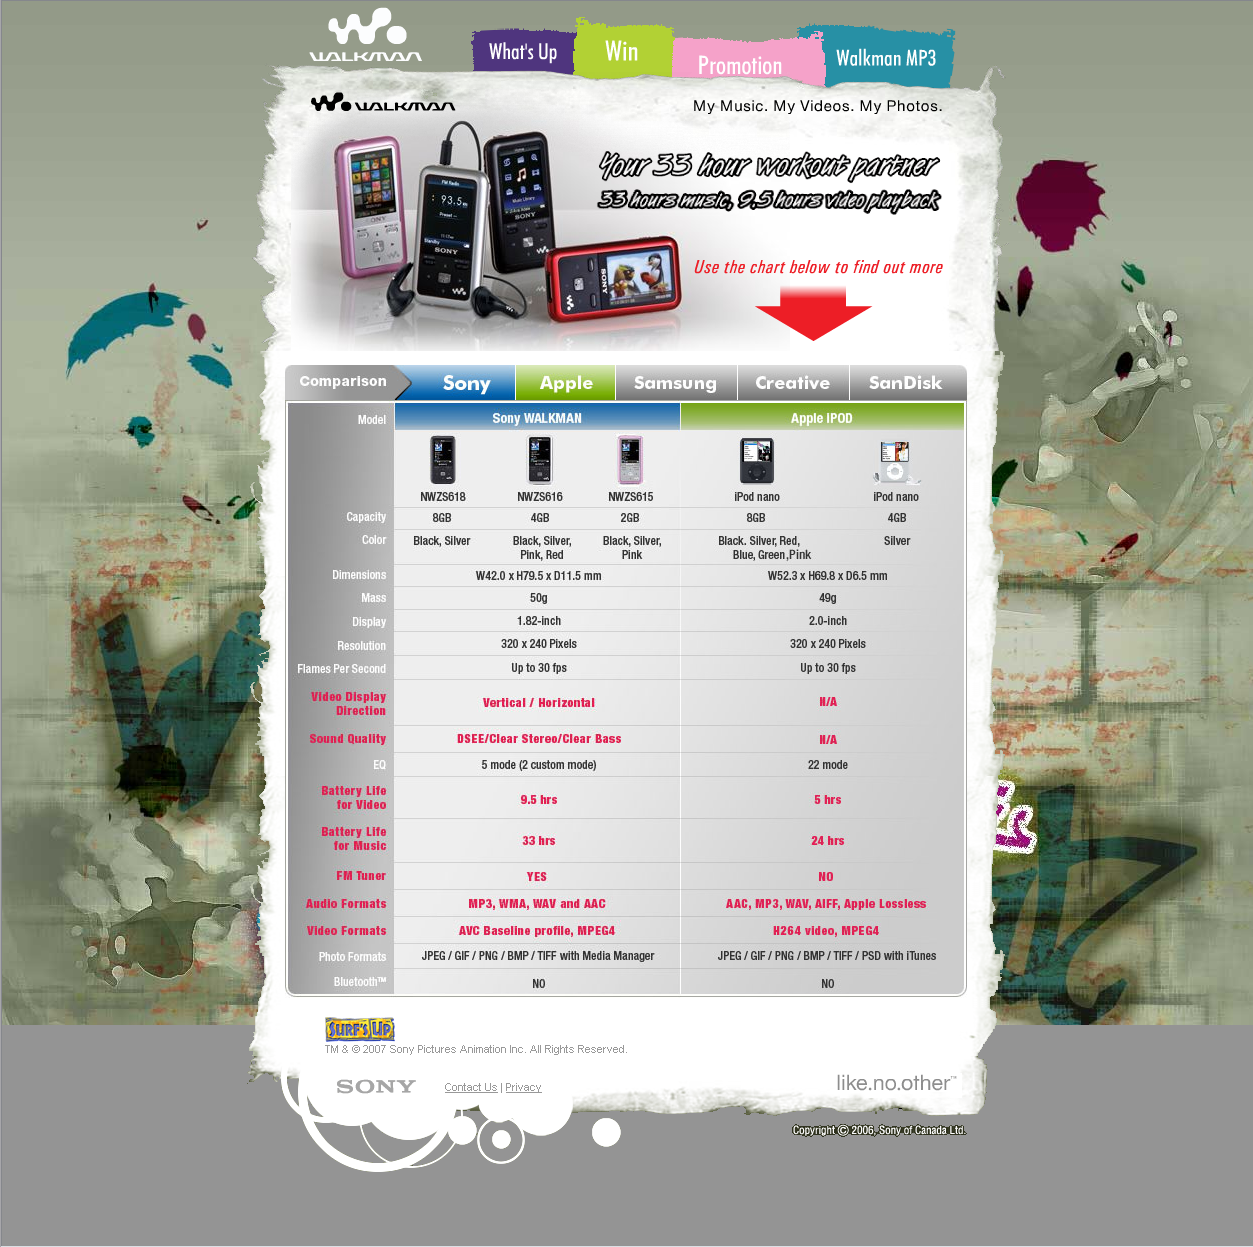 WALKMAN
What's Up
Win
Promotion
Walkman MP3
WALKMAN
My Music. My Videos. My Photos.
Your 33 hour workout partner
33 hours music, 9.5 hours video playback
Use the chart below to find out more
FM Radio
93.5
SONY
SONY
SONY
SONY
Comparison Sony Apple Samsung Creative SanDisk
Model Sony WALKMAN Apple IPOD
NWZS618 NWZS616 NWZS615 iPod nano iPod nano
Capacity 8GB 4GB 2GB 8GB 4GB
Color Black, Silver Black, Silver, Black, Silver, Black. Silver, Red, Silver
Pink, Red Pink Blue, Green,Pink
Dimensions W42.0 x H79.5 x D11.5 mm W52.3 x H69.8 x D6.5 mm
Mass 50g 49g
Display 1.82-inch 2.0-inch
Resolution 320 x 240 Pixels 320 x 240 Pixels
Flames Per Second Up to 30 fps Up to 30 fps
Video Display
Direction Vertical / Horizontal N/A
Sound Quality DSEE/Clear Stereo/Clear Bass N/A
EQ 5 mode (2 custom mode) 22 mode
Battery Life
for Video 9.5 hrs 5 hrs
Battery Life
for Music 33 hrs 24 hrs
FM Tuner YES NO
Audio Formats MP3, WMA, WAV and AAC AAC, MP3, WAV, AIFF, Apple Lossless
Video Formats AVC Baseline profile, MPEG4 H264 video, MPEG4
Photo Formats JPEG / GIF / PNG / BMP / TIFF with Media Manager JPEG / GIF / PNG / BMP / TIFF / PSD with iTunes
Bluetooth™ NO NO
SURF'S UP
TM & © 2007 Sony Pictures Animation Inc. All Rights Reserved.
SONY Contact Us | Privacy like.no.other™
Copyright © 2006, Sony of Canada Ltd.